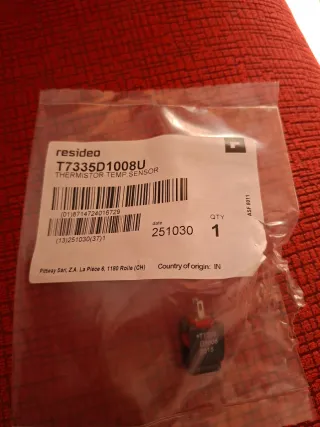 resideo
T7335D1008U
THERMISTOR TEMP.SENSOR
(01)8714724016729
(13)251030(37)1
date
251030
QTY
1
Pittway Sarl, Z.A. La Pièce 6, 1180 Rolle (CH)
Country of origin: IN